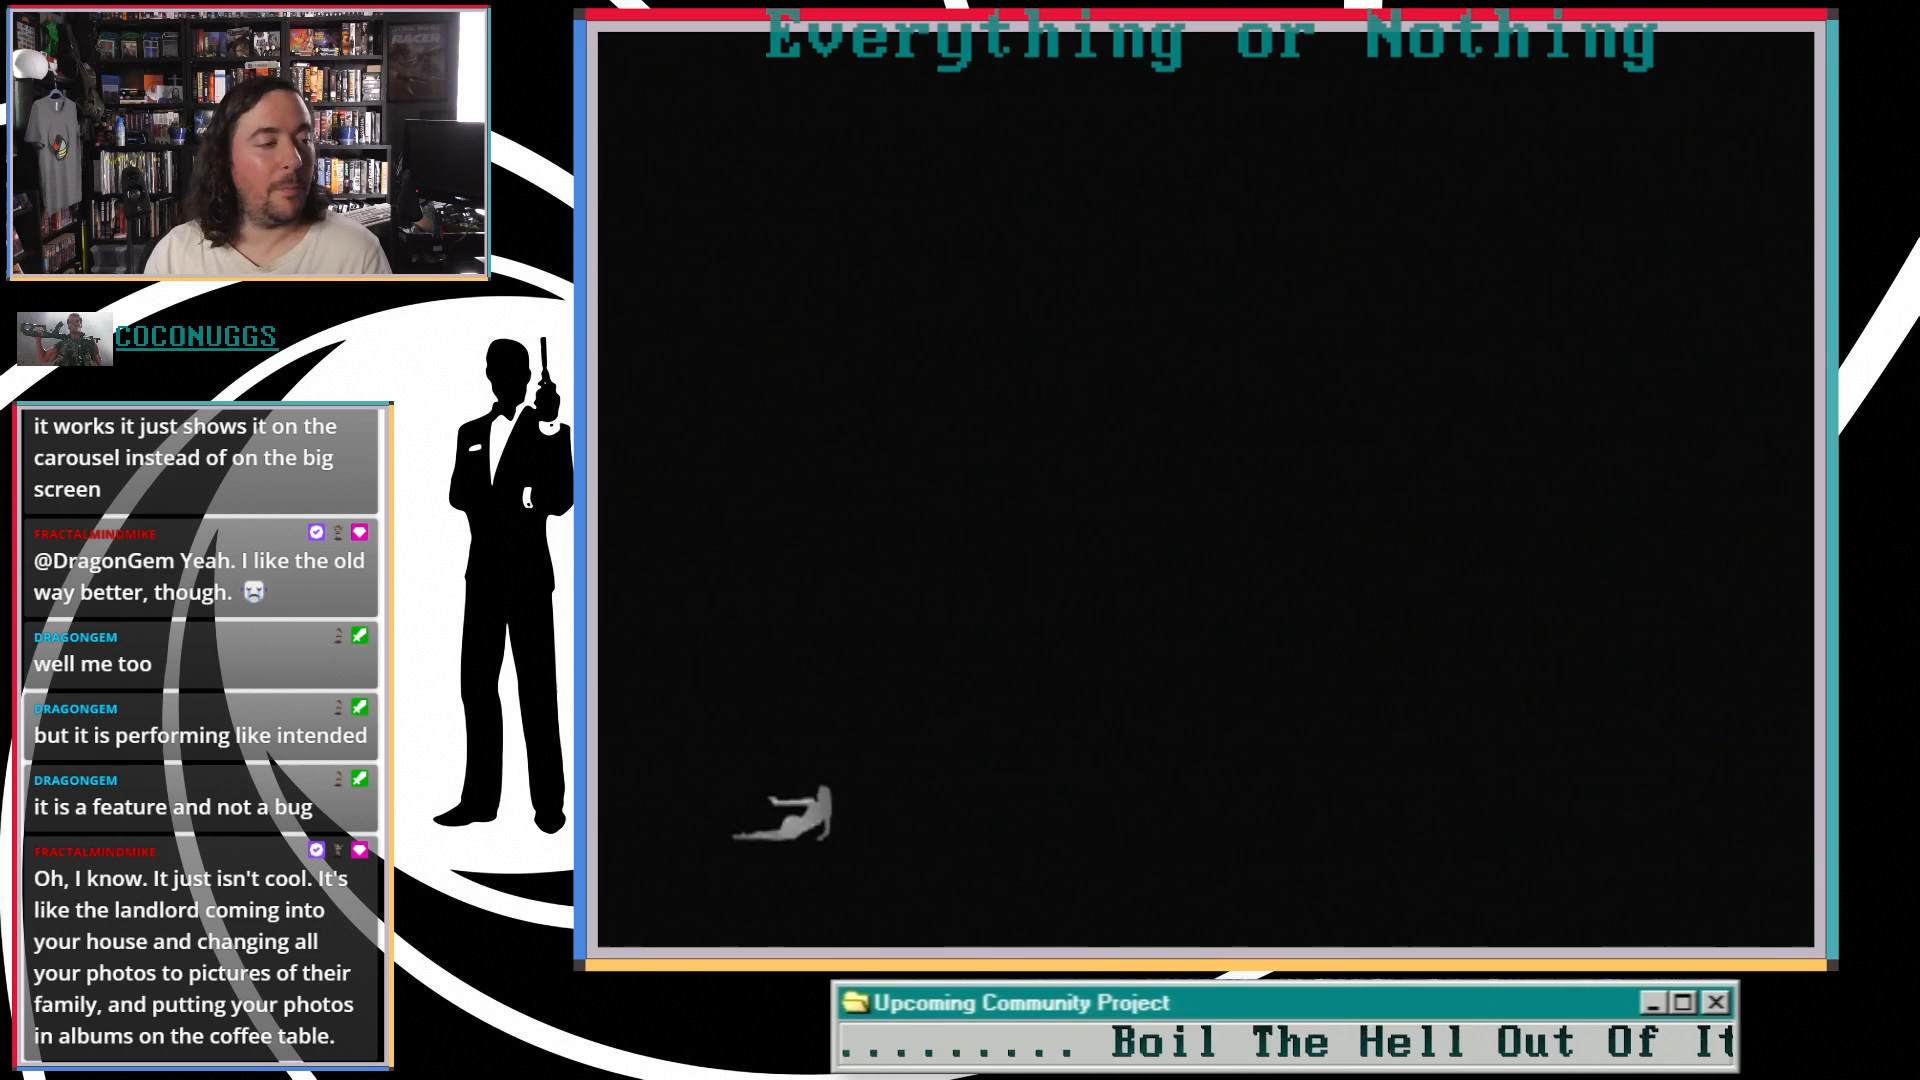 Everything or Nothing
RACER
COCONUGGS
it works it just shows it on the
carousel instead of on the big
screen
FRACTALMINDMIKE
@DragonGem Yeah. I like the old
way better, though.
DRAGONGEM
well me too
DRAGONGEM
but it is performing like intended
DRAGONGEM
it is a feature and not a bug
FRACTALMINDMIKE
Oh, I know. It just isn't cool. It's
like the landlord coming into
your house and changing all
your photos to pictures of their
family, and putting your photos
in albums on the coffee table.
Upcoming Community Project
......... Boil The Hell Out Of It